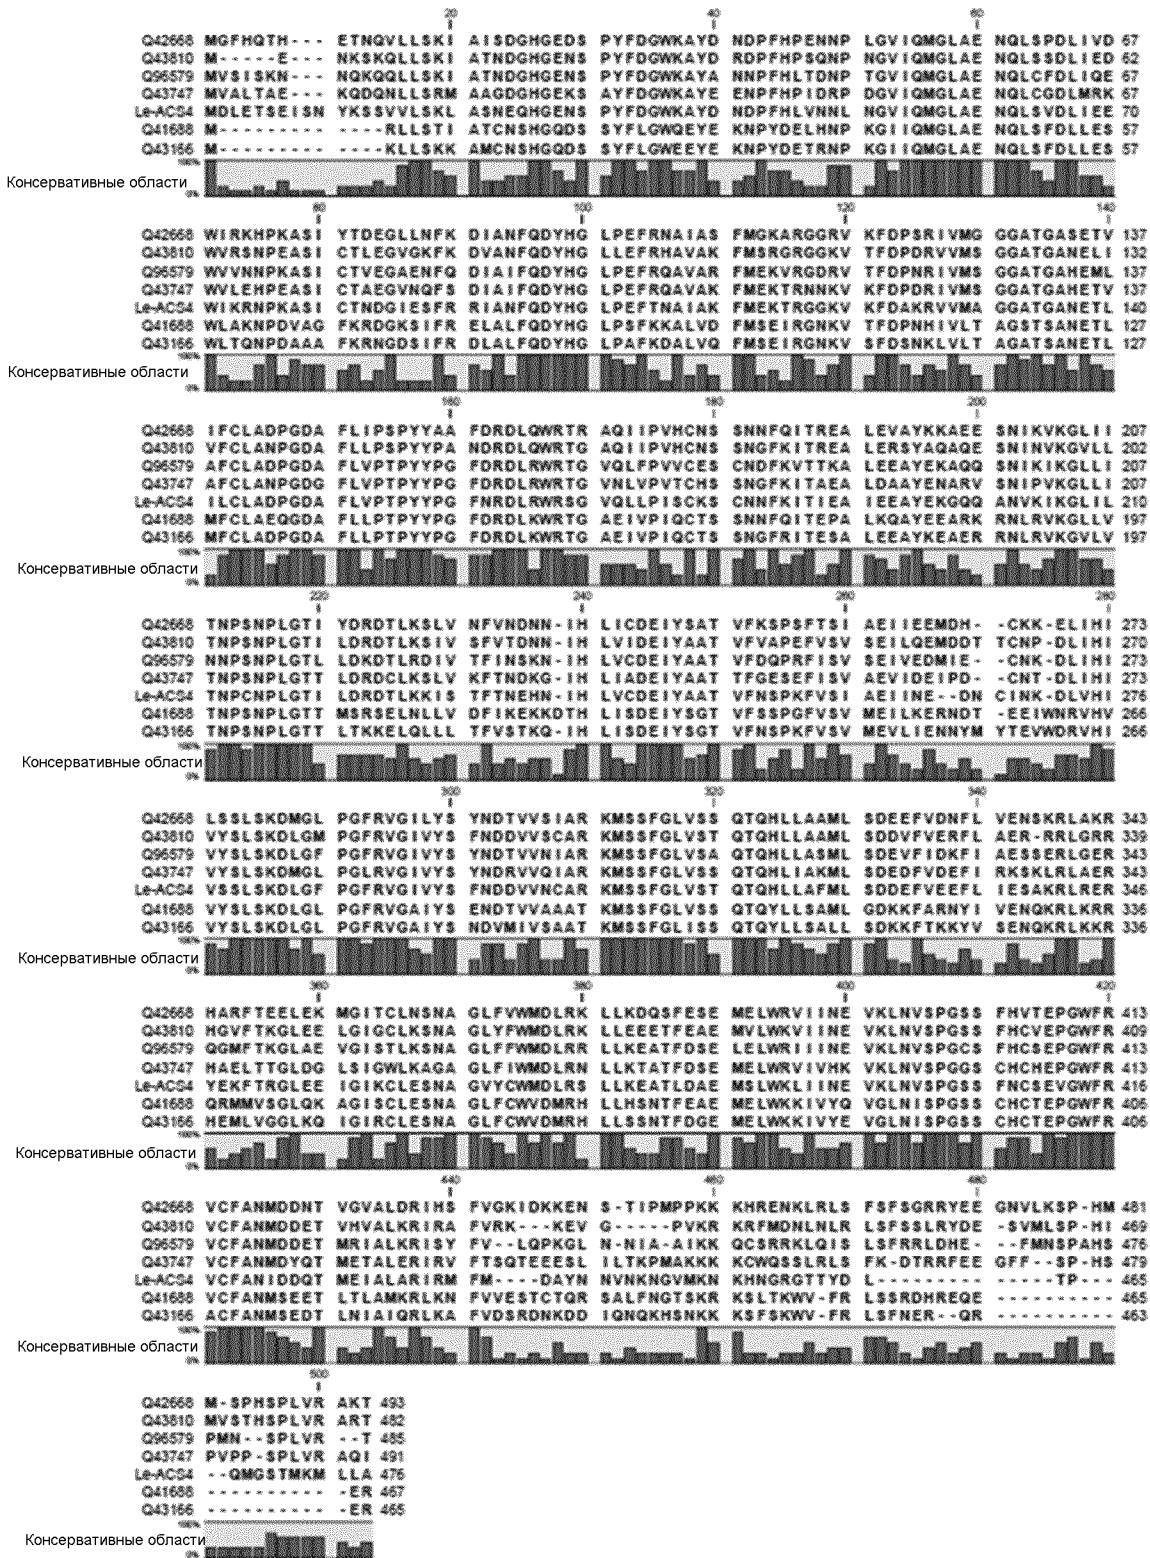 20 40 60
Q42668 MGFHQTH--- ETNQVLLSKI AISDGHGEDS PYFDGWKAYD NDPFHPENNP LGVIQMGLAE NQLSPDLIVD 67
Q43810 M-----E---- NKSKQLLSKI ATNDGHGENS PYFDGWKAYD RDPFHPSQNP NGVIQMGLAE NQLSSDLIED 62
Q96579 MVSISKN--- NQKQQLLSKI ATNDGHGENS PYFDGWKAYA NNPFHLTDNP TGVIQMGLAE NQLCFDLIQE 67
Q43747 MVALTAE--- KQDQNLLSRM AAGDGHGEKS AYFDGWKAYE ENPFHPIDRP DGVIQMGLAE NQLCGDLMRK 67
Le-ACS4 MDLETSEISN YKSSVVLSKL ASNEQHGENS PYFDGWKAYD NDPFHLVNNL NGVIQMGLAE NQLSVDLIEE 70
Q41688 M--------- ----RLLSTI ATCNSHGQDS SYFLGWQEYE KNPYDELHNP KGIIQMGLAE NQLSFDLLES 57
Q43166 M--------- ----KLLSKK AMCNSHGQDS SYFLGWEEYE KNPYDETRNP KGIIQMGLAE NQLSFDLLES 57
100%
Консервативные области
0%
80 100 120 140
Q42668 WIRKHPKASI YTDEGLLNFK DIANFQDYHG LPEFRNAIAS FMGKARGGRV KFDPSRIVMG GGATGASETV 137
Q43810 WVRSNPEASI CTLEGVGKFK DVANFQDYHG LLEFRHAVAK FMSRGRGGKV TFDPDRVVMS GGATGANELI 132
Q96579 WVVNNPKASI CTVEGAENFQ DIAIFQDYHG LPEFRQAVAR FMEKVRGDRV TFDPNRIVMS GGATGAHEML 137
Q43747 WVLEHPEASI CTAEGVNQFS DIAIFQDYHG LPEFRQAVAK FMEKTRNNKV KFDPDRIVMS GGATGAHETV 137
Le-ACS4 WIKRNPKASI CTNDGIESFR RIANFQDYHG LPEFTNAIAK FMEKTRGGKV KFDAKRVVMA GGATGANETL 140
Q41688 WLAKNPDVAG FKRDGKSIFR ELALFQDYHG LPSFKKALVD FMSEIRGNKV TFDPNHIVLT AGSTSANETL 127
Q43166 WLTQNPDAAA FKRNGDSIFR DLALFQDYHG LPAFKDALVQ FMSEIRGNKV SFDSNKLVLT AGATSANETL 127
100%
Консервативные области
0%
160 180 200
Q42668 IFCLADPGDA FLIPSPYYAA FDRDLQWRTR AQIIPVHCNS SNNFQITREA LEVAYKKAEE SNIKVKGLII 207
Q43810 VFCLADPGDA FLLPSPYYPA NDRDLQWRTG AQIIPVHCNS SNGFKITREA LERSYAQAQE SNINVKGVLL 202
Q96579 AFCLADPGDA FLVPTPYYPG FDRDLRWRTG VQLFPVVCES CNDFKVTTKA LEEAYEKAQQ SNIKIKGLLI 207
Q43747 AFCLANPGDG FLVPTPYYPG FDRDLRWRTG VNLVPVTCHS SNGFKITAEA LDAAYENARV SNIPVKGLLI 207
Le-ACS4 ILCLADPGDA FLVPTPYYPG FNRDLRWRSG VQLLPISCKS CNNFKITIEA IEEAYEKGQQ ANVKIKGLIL 210
Q41688 MFCLAEQGDA FLLPTPYYPG FDRDLKWRTG AEIVPIQCTS SNNFQITEPA LKQAYEEARK RNLRVKGLLV 197
Q43166 MFCLADPGDA FLLPTPYYPG FDRDLKWRTG AEIVPIQCTS SNGFRITESA LEEAYKEAER RNLRVKGVLV 197
100%
Консервативные области
0%
220 240 260 280
Q42668 TNPSNPLGTI YDRDTLKSLV NFVNDNN-IH LICDEIYSAT VFKSPSFTSI AEIIEEMDH- -CKK-ELIHI 273
Q43810 TNPSNPLGTI LDRDTLKSIV SFVTDNN-IH LVIDEIYSAT VFVAPEFVSV SEILQEMDDT TCNP-DLIHI 270
Q96579 NNPSNPLGTL LDKDTLRDIV TFINSKN-IH LVCDEIYAAT VFDQPRFISV SEIVEDMIE- -CNK-DLIHI 273
Q43747 TNPSNPLGTT LDRDCLKSLV KFTNDKG-IH LIADEIYAAT TFGESEFISV AEVIDEIPD- -CNT-DLIHI 273
Le-ACS4 TNPCNPLGTI LDRDTLKKIS TFTNEHN-IH LVCDEIYAAT VFNSPKFVSI AEIINE--DN CINK-DLVHI 276
Q41688 TNPSNPLGTT MSRSELNLLV DFIKEKKDTH LISDEIYSGT VFSSPGFVSV MEILKERNDT -EEIWNRVHV 266
Q43166 TNPSNPLGTT LTKKELQLLL TFVSTKQ-IH LISDEIYSGT VFNSPKFVSV MEVLIENNYM YTEVWDRVHI 266
100%
Консервативные области
0%
300 320 340
Q42668 LSSLSKDMGL PGFRVGILYS YNDTVVSIAR KMSSFGLVSS QTQHLLAAML SDEEFVDNFL VENSKRLAKR 343
Q43810 VYSLSKDLGM PGFRVGIVYS YNDDVVSCAR KMSSFGLVST QTQHLLAAML SDDVFVERFL AER-RRLGRR 339
Q96579 VYSLSKDLGF PGFRVGIVYS YNDTVVNIAR KMSSFGLVSA QTQHLLASML SDEVFIDKFI AESSERLGER 343
Q43747 VYSLSKDMGL PGLRVGIVYS YNDRVVQIAR KMSSFGLVSS QTQHLIAKML SDEDFVDEFI RKSKLRLAER 343
Le-ACS4 VSSLSKDLGF PGFRVGIVYS FNDDVVNCAR KMSSFGLVST QTQHLLAFML SDDEFVEEFL IESAKRLRER 346
Q41688 VYSLSKDLGL PGFRVGAIYS ENDTVVAAAT KMSSFGLVSS QTQYLLSAML GDKKFARNYI VENQKRLKRR 336
Q43166 VYSLSKDLGL PGFRVGAIYS NDVMIVSAAT KMSSFGLISS QTQYLLSALL SDKKFTKKYV SENQKRLKKR 336
100%
Консервативные области
0%
360 380 400 420
Q42668 HARFTEELEK MGITCLNSNA GLFVWMDLRK LLKDQSFESE MELWRVIINE VKLNVSPGSS FHVTEPGWFR 413
Q43810 HGVFTKGLEE LGIGCLKSNA GLYFWMDLRK LLEEETFEAE MVLWKVIINE VKLNVSPGSS FHCVEPGWFR 409
Q96579 QGMFTKGLAE VGISTLKSNA GLFFWMDLRR LLKEATFDSE LELWRIIINE VKLNVSPGCS FHCSEPGWFR 413
Q43747 HAELTTGLDG LSIGWLKAGA GLFIWMDLRN LLKTATFDSE MELWRVIVHK VKLNVSPGGS CHCHEPGWFR 413
Le-ACS4 YEKFTRGLEE IGIKCLESNA GVYCWMDLRS LLKEATLDAE MSLWKLIINE VKLNVSPGSS FNCSEVGWFR 416
Q41688 QRMMVSGLQK AGISCLESNA GLFCWVDMRH LLHSNTFEAE MELWKKIVYQ VGLNISPGSS CHCTEPGWFR 406
Q43166 HEMLVGGLKQ IGIRCLESNA GLFCWVDMRH LLSSNTFDGE MELWKKIVYE VGLNISPGSS CHCTEPGWFR 406
100%
Консервативные области
0%
440 460 480
Q42668 VCFANMDDNT VGVALDRIHS FVGKIDKKEN S-TIPMPPKK KHRENKLRLS FSFSGRRYEE GNVLKSP-HM 481
Q43810 VCFANMDDET VHVALKRIRA FVRK---KEV G-----PVKR KRFMDNLNLR LSFSSLRYDE -SVMLSP-HI 469
Q96579 VCFANMDDET MRIALKRISY FV--LQPKGL N-NIA-AIKK QCSRRKLQIS LSFRRLDHE- --FMNSPAHS 476
Q43747 VCFANMDYQT METALERIRV FTSQTEEESL ILTKPMAKKK KCWQSSLRLS FK-DTRRFEE GFF--SP-HS 479
Le-ACS4 VCFANIDDQT MEIALARIRM FM----DAYN NVNKNGVMKN KHNGRGTTYD L--------- -----TP--- 465
Q41688 VCFANMSEET LTLAMKRLKN FVVESTCTQR SALFNGTSKR KSLTKWV-FR LSSRDHREQE ---------- 465
Q43166 ACFANMSEDT LNIAIQRLKA FVDSRDNKDD IQNQKHSNKK KSFSKWV-FR LSFNER--QR ---------- 463
100%
Консервативные области
0%
500
Q42668 M-SPHSPLVR AKT 493
Q43810 MVSTHSPLVR ART 482
Q96579 PMN--SPLVR --T 485
Q43747 PVPP-SPLVR AQI 491
Le-ACS4 --QMGSTMKM LLA 476
Q41688 ---------- -ER 467
Q43166 ---------- -ER 465
100%
Консервативные области
0%